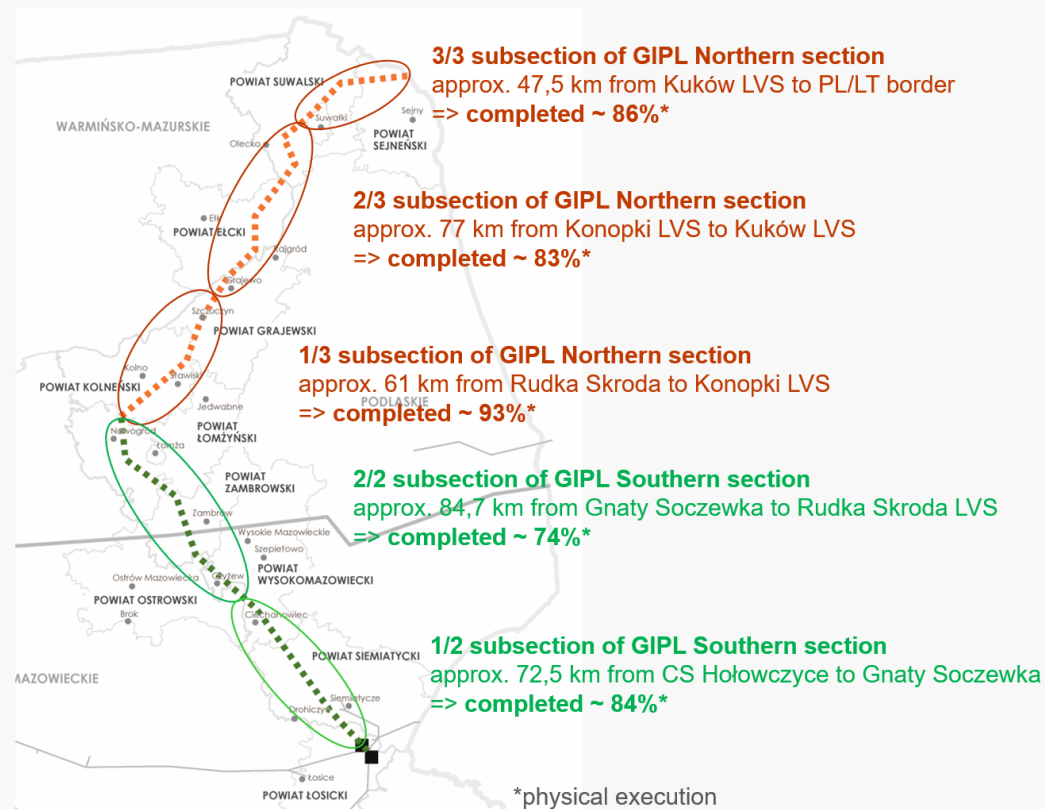 3/3 subsection of GIPL Northern section
approx. 47,5 km from Kuków LVS to PL/LT border
=> completed ~ 86%*
POWIAT SUWALSKI
Sejny
Suwałki
WARMIŃSKO-MAZURSKIE
POWIAT
SEJNEŃSKI
Olecko
2/3 subsection of GIPL Northern section
approx. 77 km from Konopki LVS to Kuków LVS
=> completed ~ 83%*
Ełk
POWIAT EŁCKI
Rajgród
Grajewo
Szczuczyn
POWIAT GRAJEWSKI
1/3 subsection of GIPL Northern section
approx. 61 km from Rudka Skroda to Konopki LVS
=> completed ~ 93%*
Kolno
Stawiski
POWIAT KOLNEŃSKI
PODLASKIE
Jedwabne
Nowogród
POWIAT
ŁOMŻYŃSKI
Łomża
2/2 subsection of GIPL Southern section
approx. 84,7 km from Gnaty Soczewka to Rudka Skroda LVS
=> completed ~ 74%*
POWIAT
ZAMBROWSKI
Zambrów
Wysokie Mazowieckie
Szepietowo
POWIAT
WYSOKOMAZOWIECKI
Ostrów Mazowiecka
Czyżew
POWIAT OSTROWSKI
Brok
Ciechanowiec
1/2 subsection of GIPL Southern section
approx. 72,5 km from CS Hołowczyce to Gnaty Soczewka
=> completed ~ 84%*
POWIAT SIEMIATYCKI
MAZOWIECKIE
Siemiatycze
Drohiczyn
Łosice
POWIAT ŁOSICKI
*physical execution